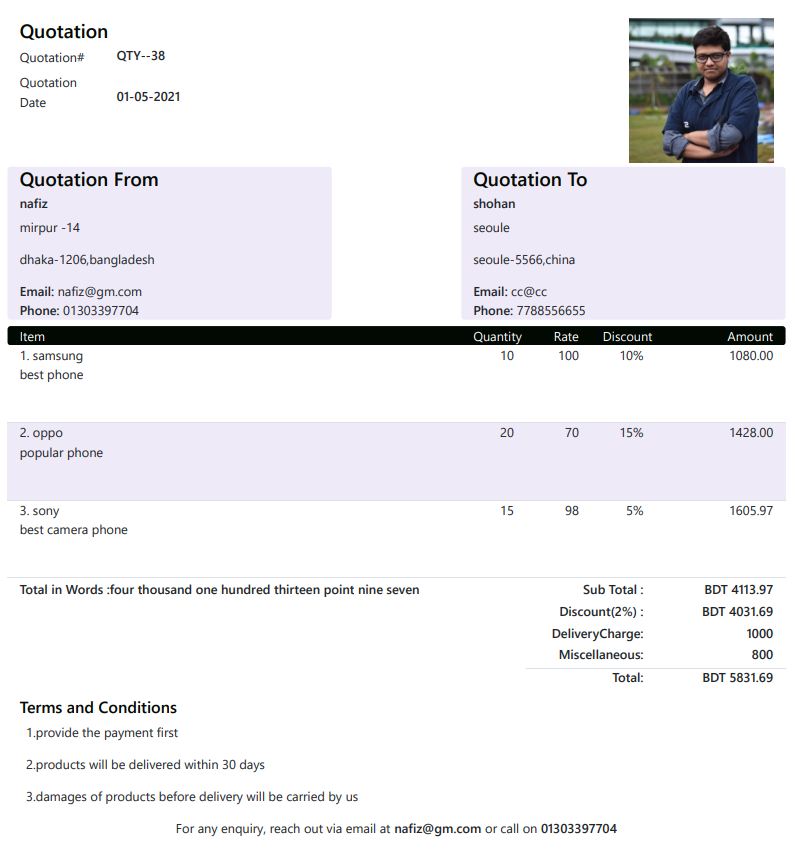 Quotation
Quotation# QTY--38
Quotation
Date 01-05-2021
Quotation From
nafiz
mirpur -14
dhaka-1206,bangladesh
Email: nafiz@gm.com
Phone: 01303397704
Quotation To
shohan
seoule
seoule-5566,china
Email: cc@cc
Phone: 7788556655
Item Quantity Rate Discount Amount
1. samsung 10 100 10% 1080.00
best phone
2. oppo 20 70 15% 1428.00
popular phone
3. sony 15 98 5% 1605.97
best camera phone
Total in Words :four thousand one hundred thirteen point nine seven Sub Total : BDT 4113.97
Discount(2%) : BDT 4031.69
DeliveryCharge: 1000
Miscellaneous: 800
Total: BDT 5831.69
Terms and Conditions
1.provide the payment first
2.products will be delivered within 30 days
3.damages of products before delivery will be carried by us
For any enquiry, reach out via email at nafiz@gm.com or call on 01303397704